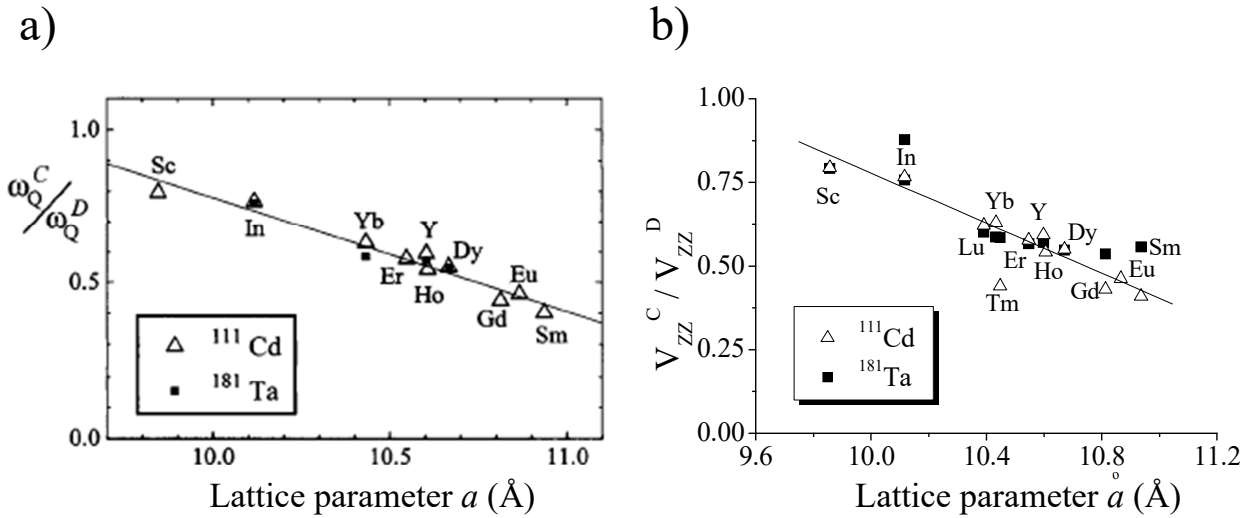 a)
ω_Q^C/ω_Q^D
1.0
0.5
0.0
Sc
In
Yb
Er
Y
Ho
Dy
Gd
Eu
Sm
¹¹¹Cd
¹⁸¹Ta
10.0 10.5 11.0
Lattice parameter a (Å)
b)
V_ZZ^C / V_ZZ^D
1.00
0.75
0.50
0.25
0.00
Sc
In
Lu
Yb
Tm
Er
Y
Ho
Dy
Gd
Eu
Sm
¹¹¹Cd
¹⁸¹Ta
9.6 10.0 10.4 10.8 11.2
o
Lattice parameter a (Å)